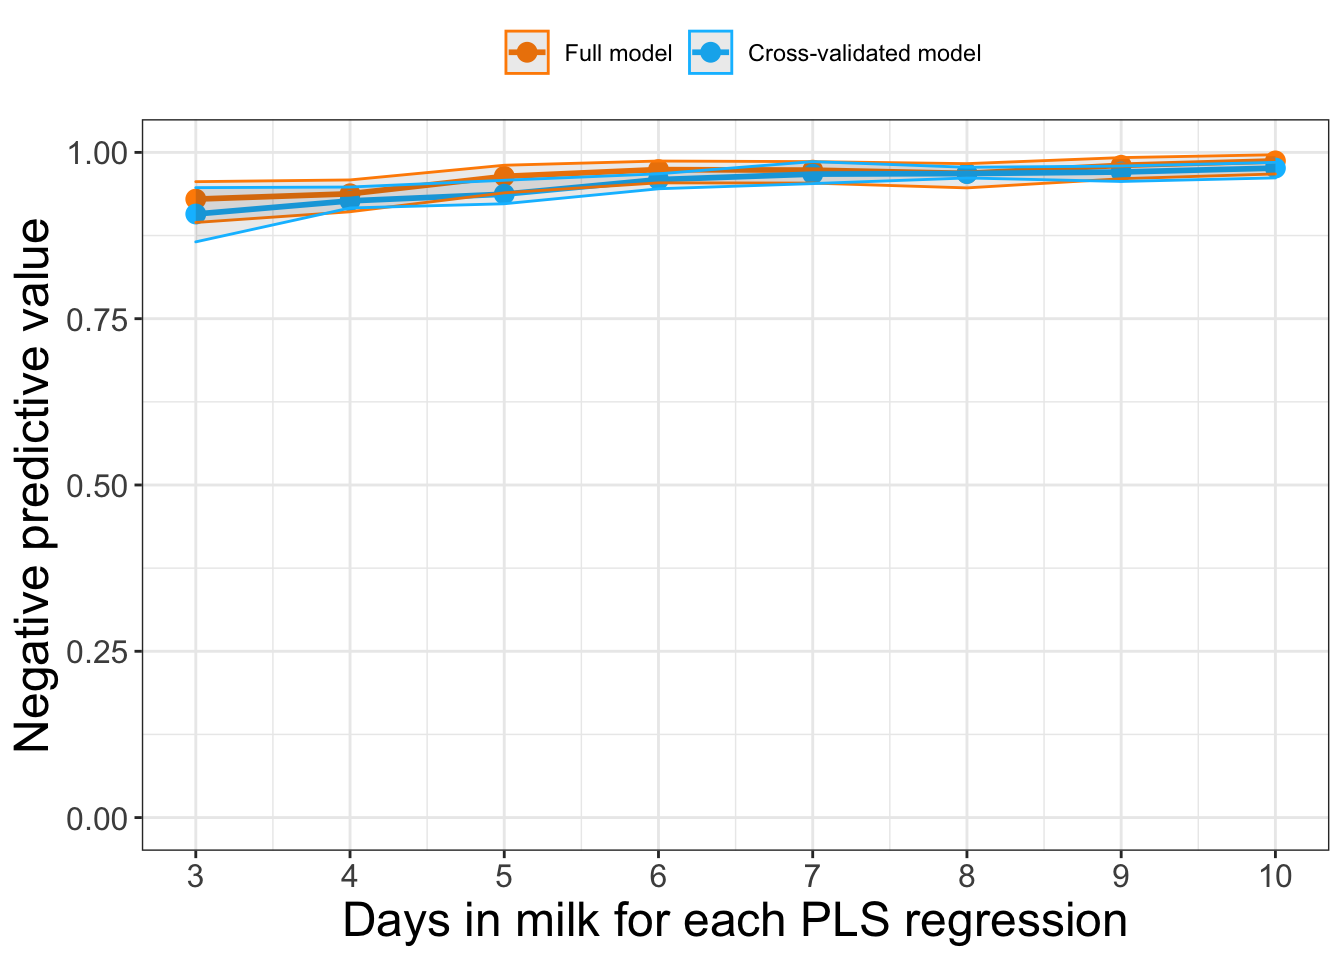 Full model
Cross-validated model
Negative predictive value
1.00
0.75
0.50
0.25
0.00
3 4 5 6 7 8 9 10
Days in milk for each PLS regression